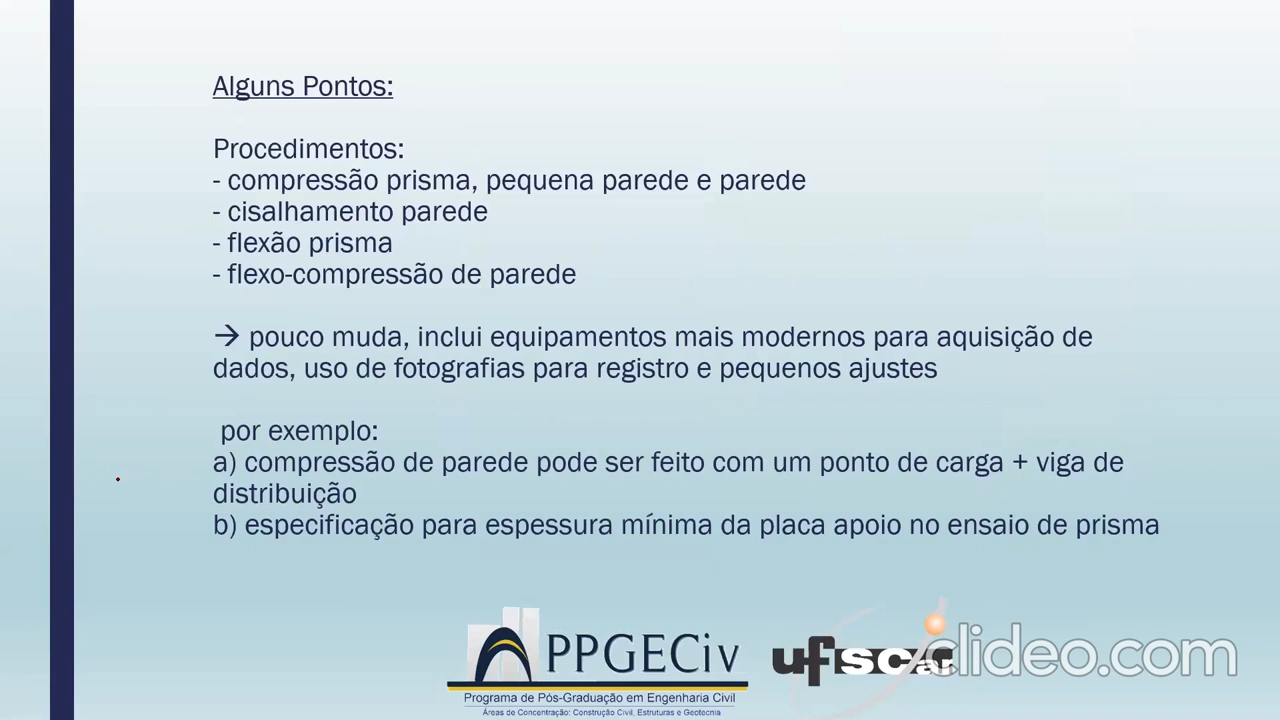 Alguns Pontos:
Procedimentos:
- compressão prisma, pequena parede e parede
- cisalhamento parede
- flexão prisma
- flexo-compressão de parede
→ pouco muda, inclui equipamentos mais modernos para aquisição de
dados, uso de fotografias para registro e pequenos ajustes
por exemplo:
a) compressão de parede pode ser feito com um ponto de carga + viga de
distribuição
b) especificação para espessura mínima da placa apoio no ensaio de prisma
PPGECiv
Programa de Pós-Graduação em Engenharia Civil
Áreas de Concentração: Construção Civil, Estruturas e Geotecnia
ufscar
clideo.com